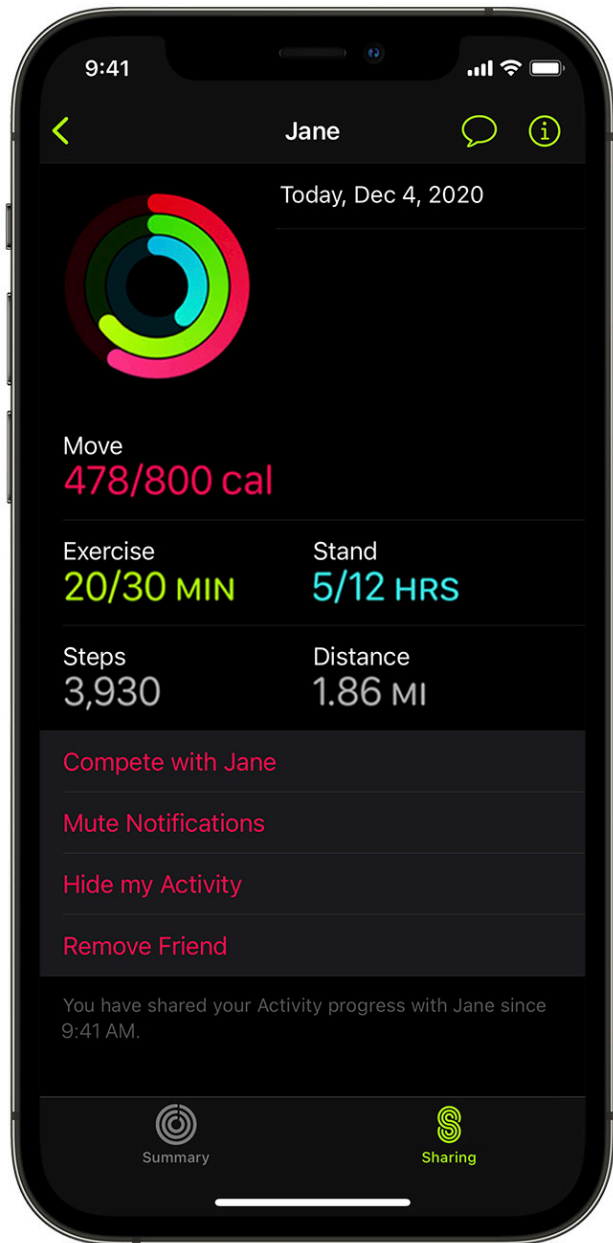 9:41
Jane
Today, Dec 4, 2020
Move
478/800 cal
Exercise
Stand
20/30 MIN
5/12 HRS
Steps
Distance
3,930
1.86 MI
Compete with Jane
Mute Notifications
Hide my Activity
Remove Friend
You have shared your Activity progress with Jane since
9:41 AM.
Summary
Sharing